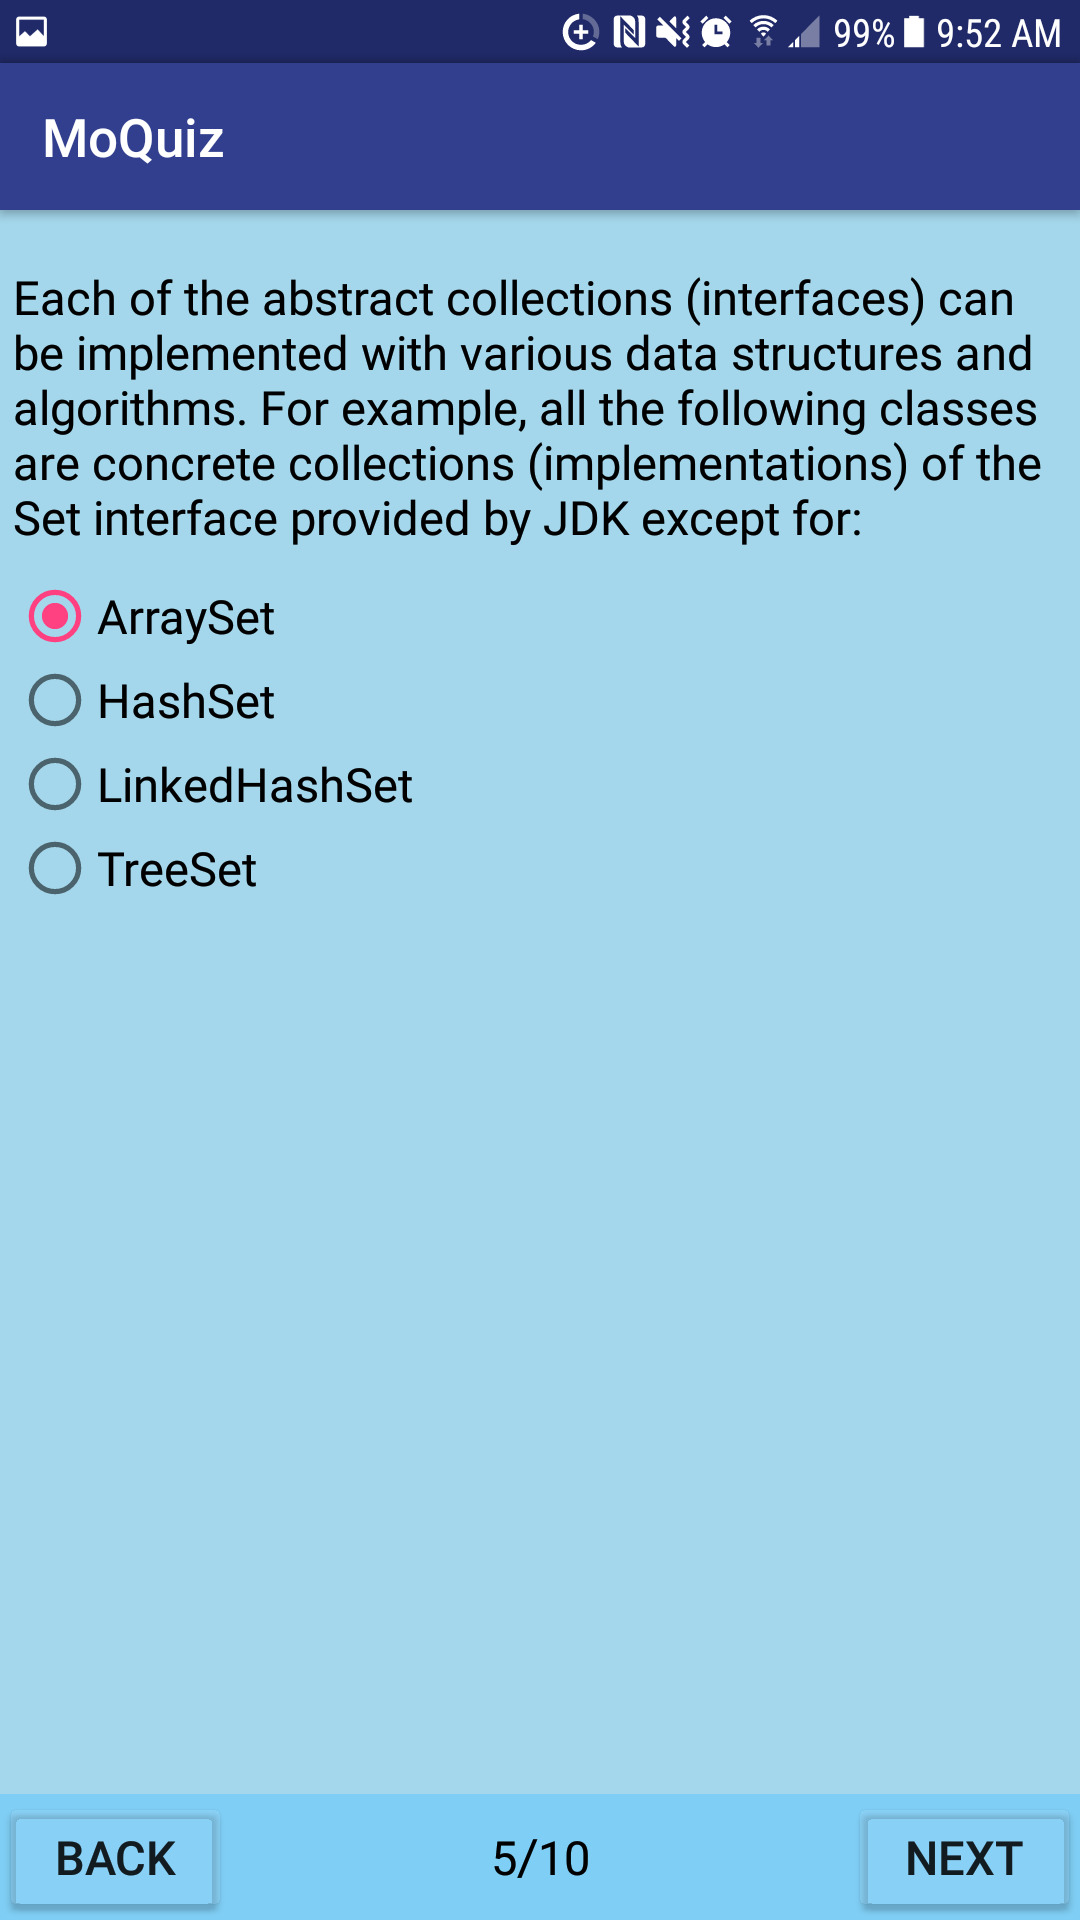 99% 9:52 AM
MoQuiz
Each of the abstract collections (interfaces) can
be implemented with various data structures and
algorithms. For example, all the following classes
are concrete collections (implementations) of the
Set interface provided by JDK except for:
ArraySet
HashSet
LinkedHashSet
TreeSet
BACK 5/10 NEXT